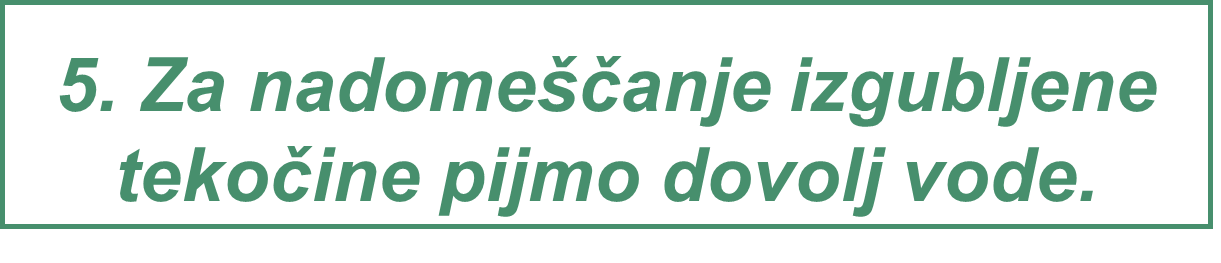 5. Za nadomeščanje izgubljene
tekočine pijmo dovolj vode.